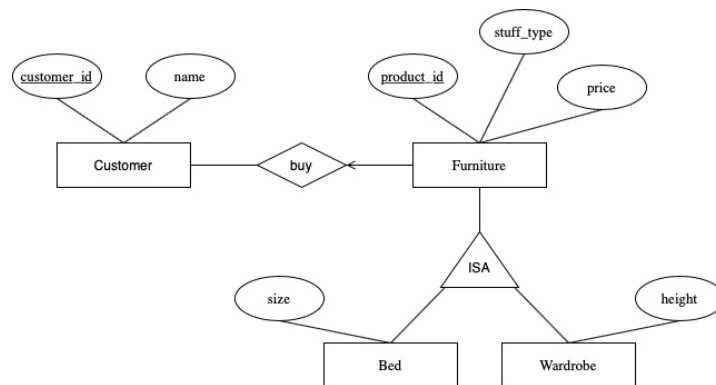 stuff_type
customer_id
name
product_id
price
Customer
buy
Furniture
ISA
size
height
Bed
Wardrobe